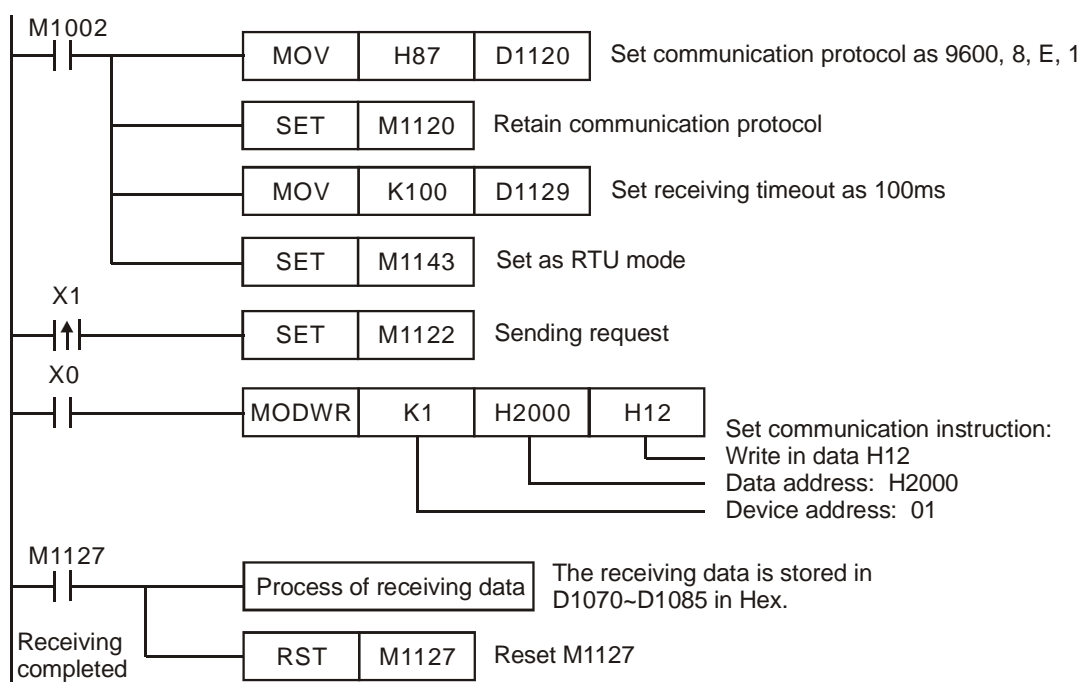 M1002
MOV H87 D1120 Set communication protocol as 9600, 8, E, 1
SET M1120 Retain communication protocol
MOV K100 D1129 Set receiving timeout as 100ms
SET M1143 Set as RTU mode
X1
SET M1122 Sending request
X0
MODWR K1 H2000 H12
Set communication instruction:
Write in data H12
Data address: H2000
Device address: 01
M1127
Process of receiving data
The receiving data is stored in
D1070~D1085 in Hex.
Receiving
completed
RST M1127 Reset M1127